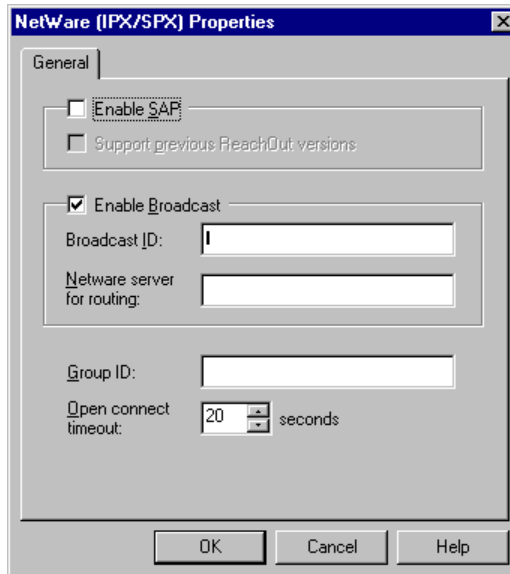 NetWare (IPX/SPX) Properties
General
Enable SAP
Support previous ReachOut versions
Enable Broadcast
Broadcast ID:
Netware server
for routing:
Group ID:
Open connect
timeout:
20 seconds
OK Cancel Help